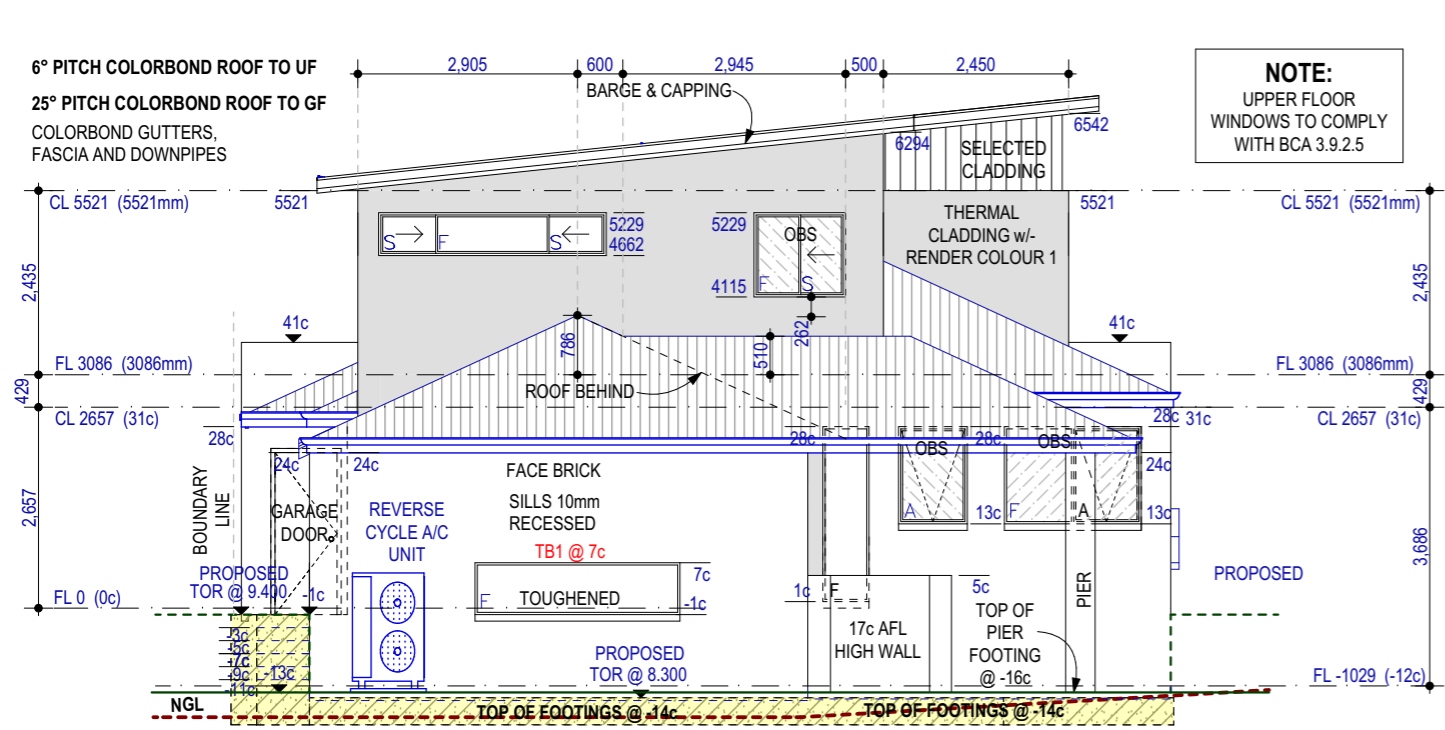 6° PITCH COLORBOND ROOF TO UF
25° PITCH COLORBOND ROOF TO GF
COLORBOND GUTTERS,
FASCIA AND DOWNPIPES
2,905
600
2,945
500
2,450
BARGE & CAPPING
NOTE:
UPPER FLOOR
WINDOWS TO COMPLY
WITH BCA 3.9.2.5
6542
6294
SELECTED
CLADDING
CL 5521 (5521mm)
5521
5521
CL 5521 (5521mm)
THERMAL
CLADDING w/-
RENDER COLOUR 1
S
F
S
5229
4662
5229
4115
OBS
F
S
2,435
2,435
262
41c
41c
786
510
FL 3086 (3086mm)
FL 3086 (3086mm)
ROOF BEHIND
429
429
CL 2657 (31c)
28c
31c
CL 2657 (31c)
28c
28c
OBS
28c
OBS
24c
24c
24c
FACE BRICK
SILLS 10mm
RECESSED
TB1 @ 7c
BOUNDARY
LINE
GARAGE
DOOR
REVERSE
CYCLE A/C
UNIT
A
13c
F
A
13c
2,657
3,686
PROPOSED
TOR @ 9.400
-1c
FL 0 (0c)
F
TOUGHENED
7c
-1c
1c
F
5c
PIER
PROPOSED
17c AFL
HIGH WALL
TOP OF
PIER
FOOTING
@ -16c
-3c
-5c
-7c
-9c
-11c
-13c
PROPOSED
TOR @ 8.300
FL -1029 (-12c)
NGL
TOP OF FOOTINGS @ -14c
TOP OF FOOTINGS @ -14c